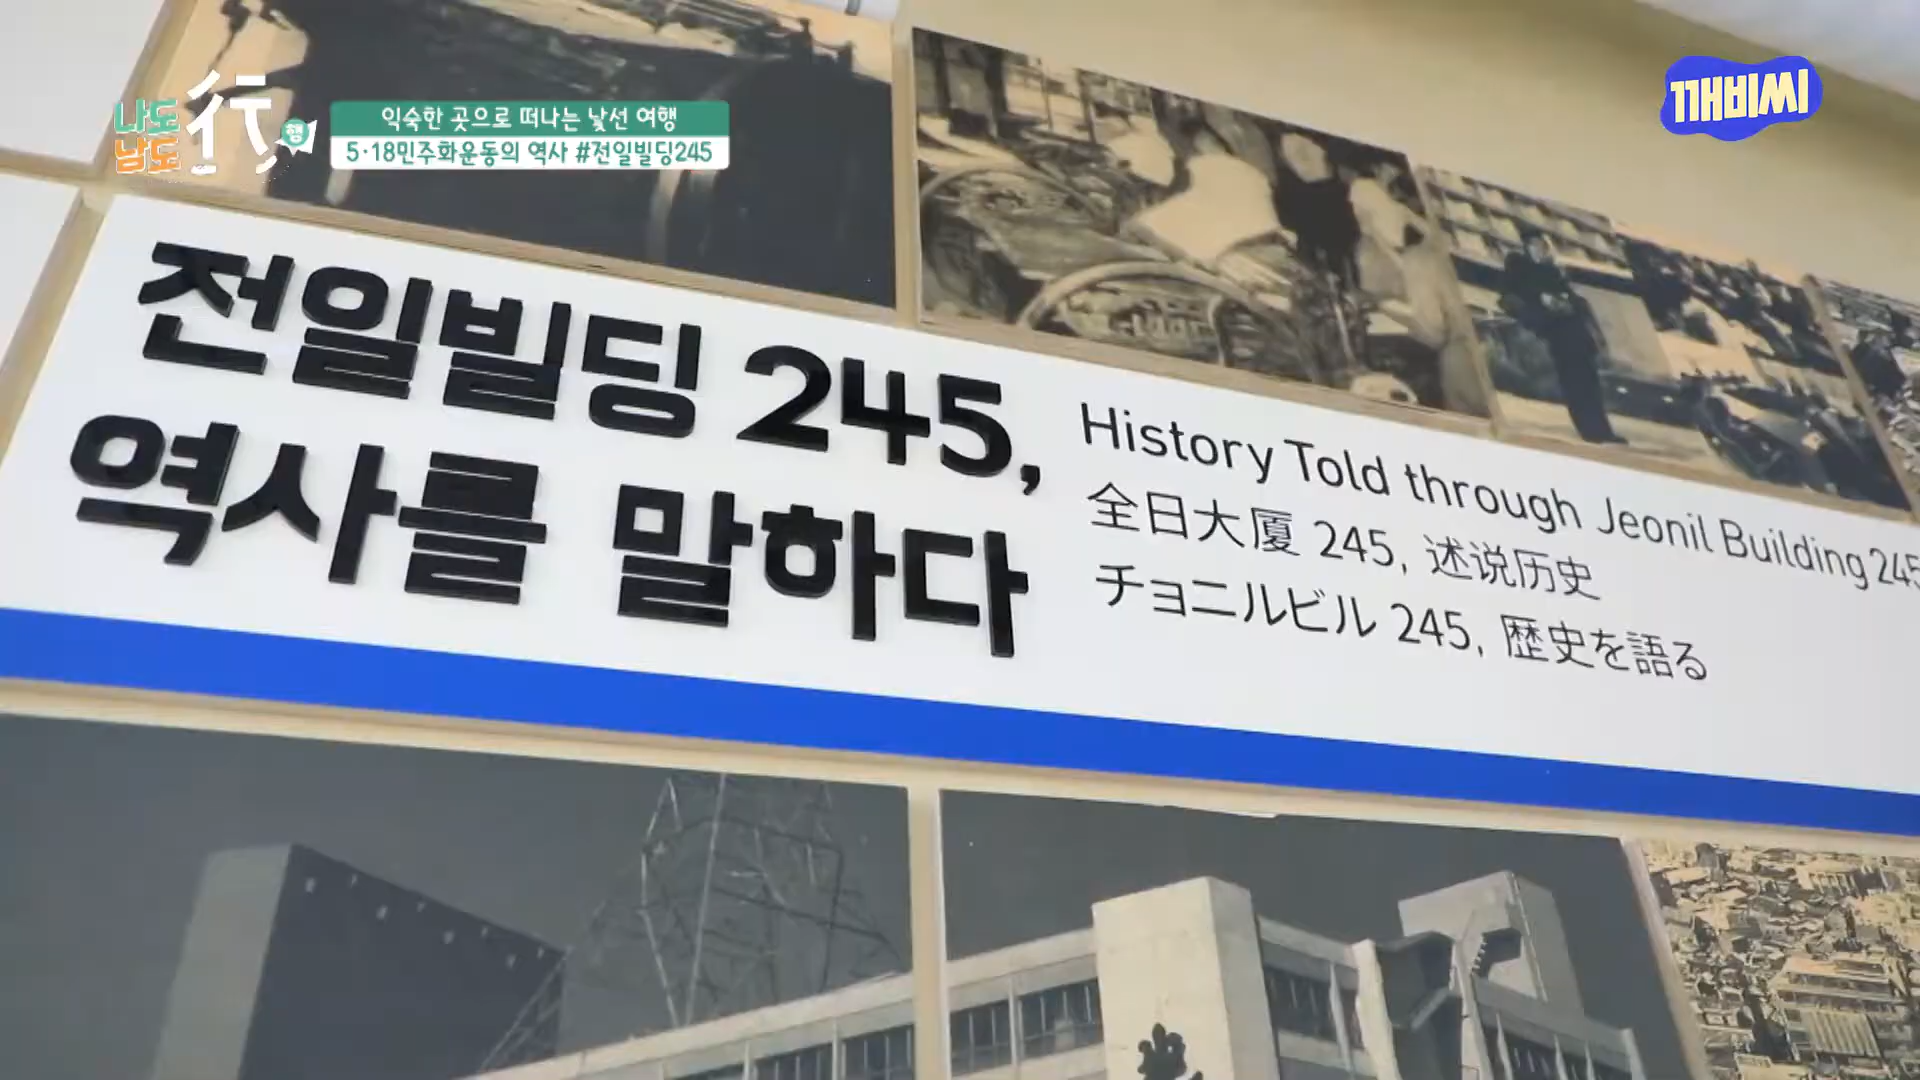 나도
남도
行
행
익숙한 곳으로 떠나는 낯선 여행
5·18민주화운동의 역사 #전일빌딩245
깨비씨
전일빌딩 245,
역사를 말하다
History Told through Jeonil Building 245
全日大厦 245, 述说历史
チョニルビル 245, 歴史を語る